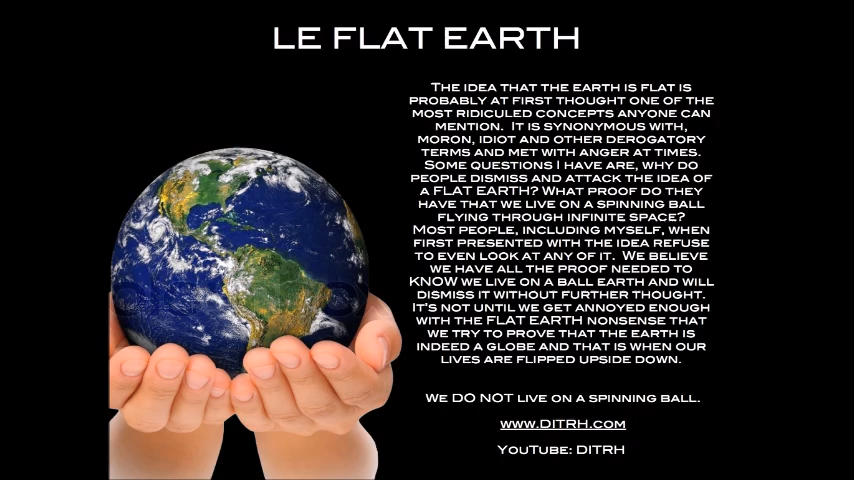 LE FLAT EARTH
THE IDEA THAT THE EARTH IS FLAT IS
PROBABLY AT FIRST THOUGHT ONE OF THE
MOST RIDICULED CONCEPTS ANYONE CAN
MENTION. IT IS SYNONYMOUS WITH,
MORON, IDIOT AND OTHER DEROGATORY
TERMS AND MET WITH ANGER AT TIMES.
SOME QUESTIONS I HAVE ARE, WHY DO
PEOPLE DISMISS AND ATTACK THE IDEA OF
A FLAT EARTH? WHAT PROOF DO THEY
HAVE THAT WE LIVE ON A SPINNING BALL
FLYING THROUGH INFINITE SPACE?
MOST PEOPLE, INCLUDING MYSELF, WHEN
FIRST PRESENTED WITH THE IDEA REFUSE
TO EVEN LOOK AT ANY OF IT. WE BELIEVE
WE HAVE ALL THE PROOF NEEDED TO
KNOW WE LIVE ON A BALL EARTH AND WILL
DISMISS IT WITHOUT FURTHER THOUGHT.
IT'S NOT UNTIL WE GET ANNOYED ENOUGH
WITH THE FLAT EARTH NONSENSE THAT
WE TRY TO PROVE THAT THE EARTH IS
INDEED A GLOBE AND THAT IS WHEN OUR
LIVES ARE FLIPPED UPSIDE DOWN.
WE DO NOT LIVE ON A SPINNING BALL.
WWW.DITRH.COM
YOUTUBE: DITRH